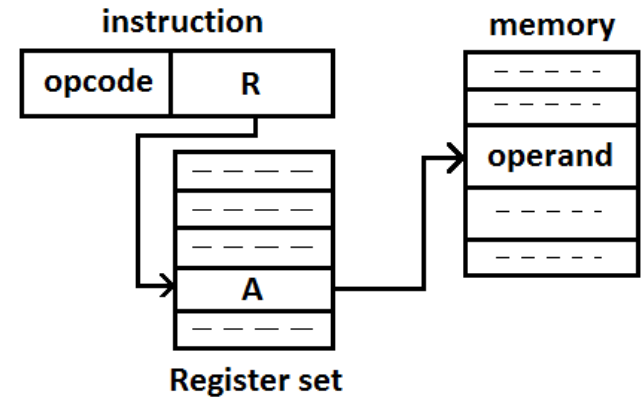 instruction
opcode R
memory
operand
A
Register set